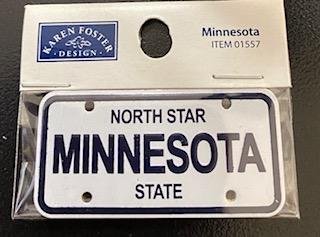 KAREN FOSTER
DESIGN
Minnesota
ITEM 01557
NORTH STAR
MINNESOTA
STATE